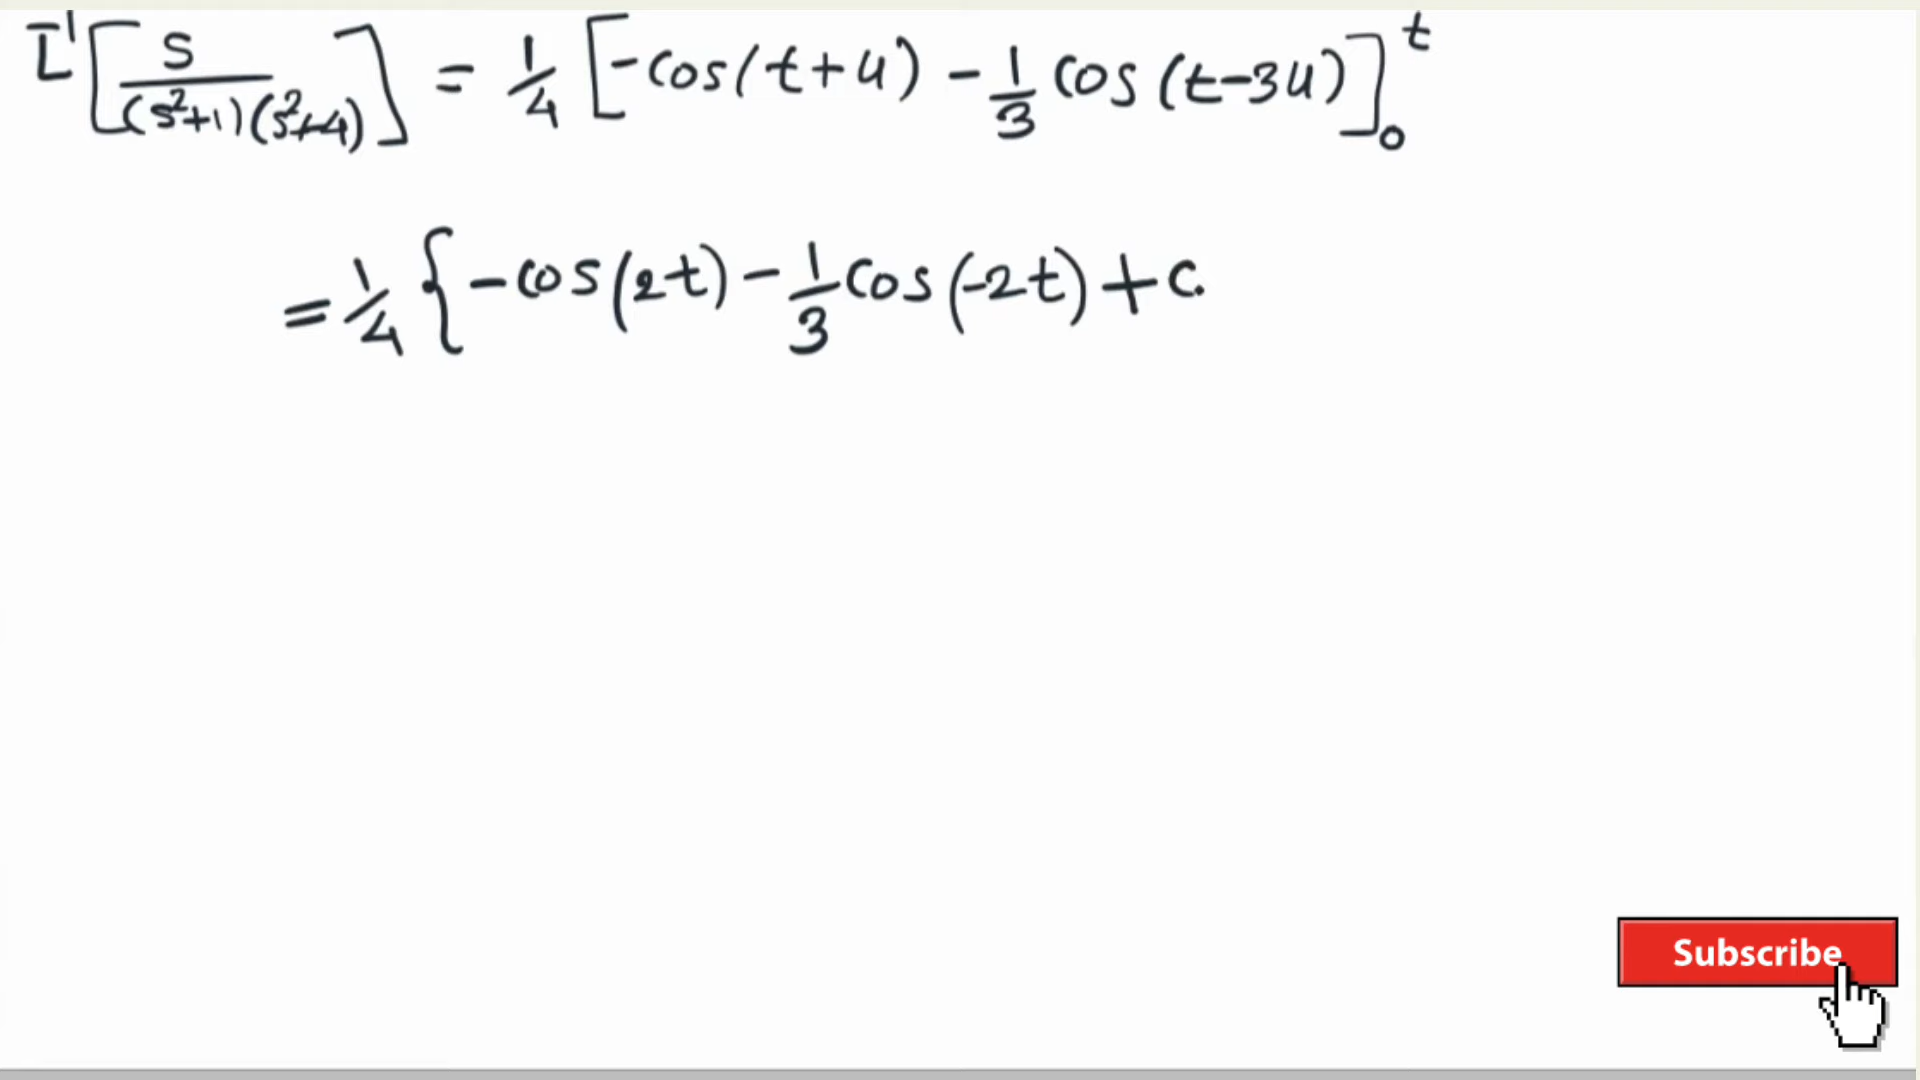 L⁻¹[s/((s²+1)(s²+4))] = 1/4 [-cos(t+u) - 1/3 cos(t-3u)]₀ᵗ
= 1/4 {-cos(2t) - 1/3 cos(-2t) + c
Subscribe